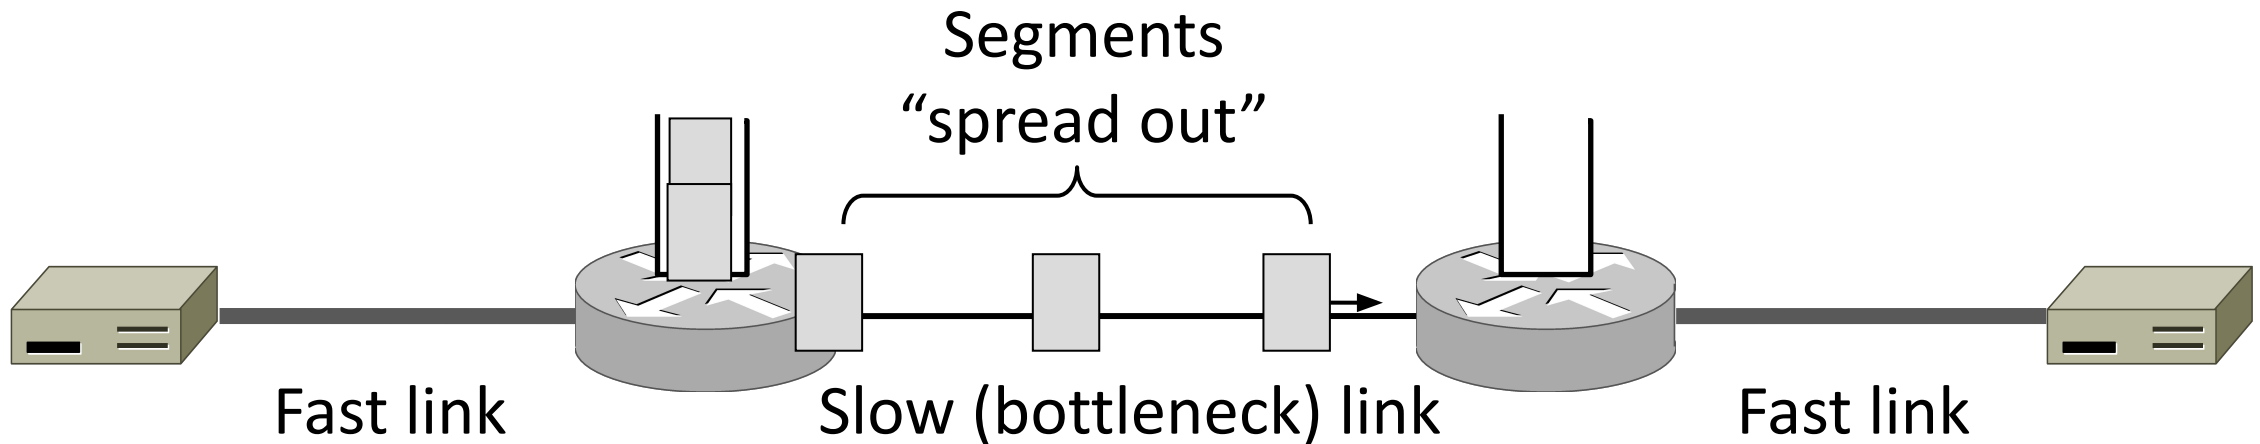 Segments
“spread out”
Fast link
Slow (bottleneck) link
Fast link